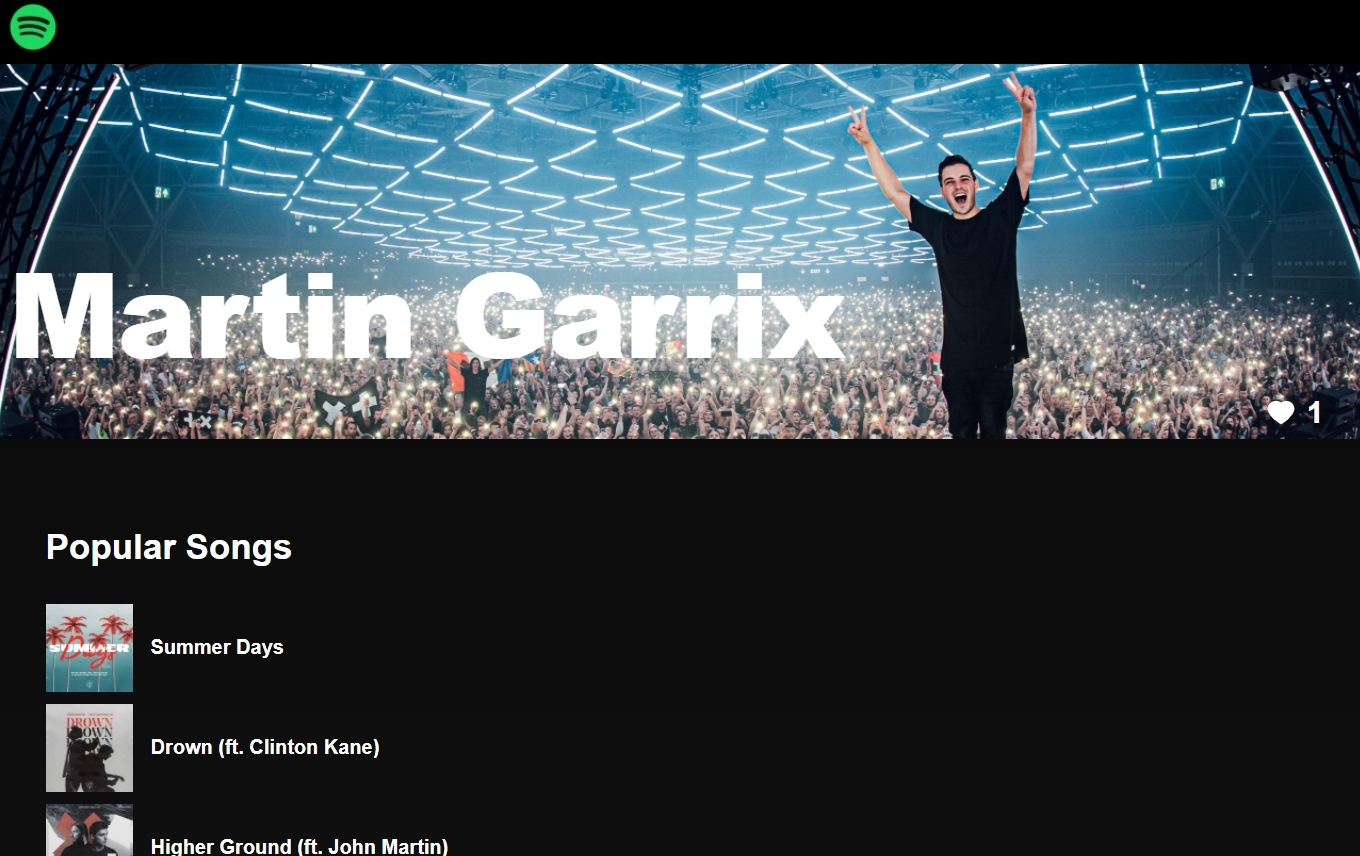 Martin Garrix
1
Popular Songs
SUMMER
Days
Summer Days
DROWN
DROWN
Drown (ft. Clinton Kane)
Higher Ground (ft. John Martin)